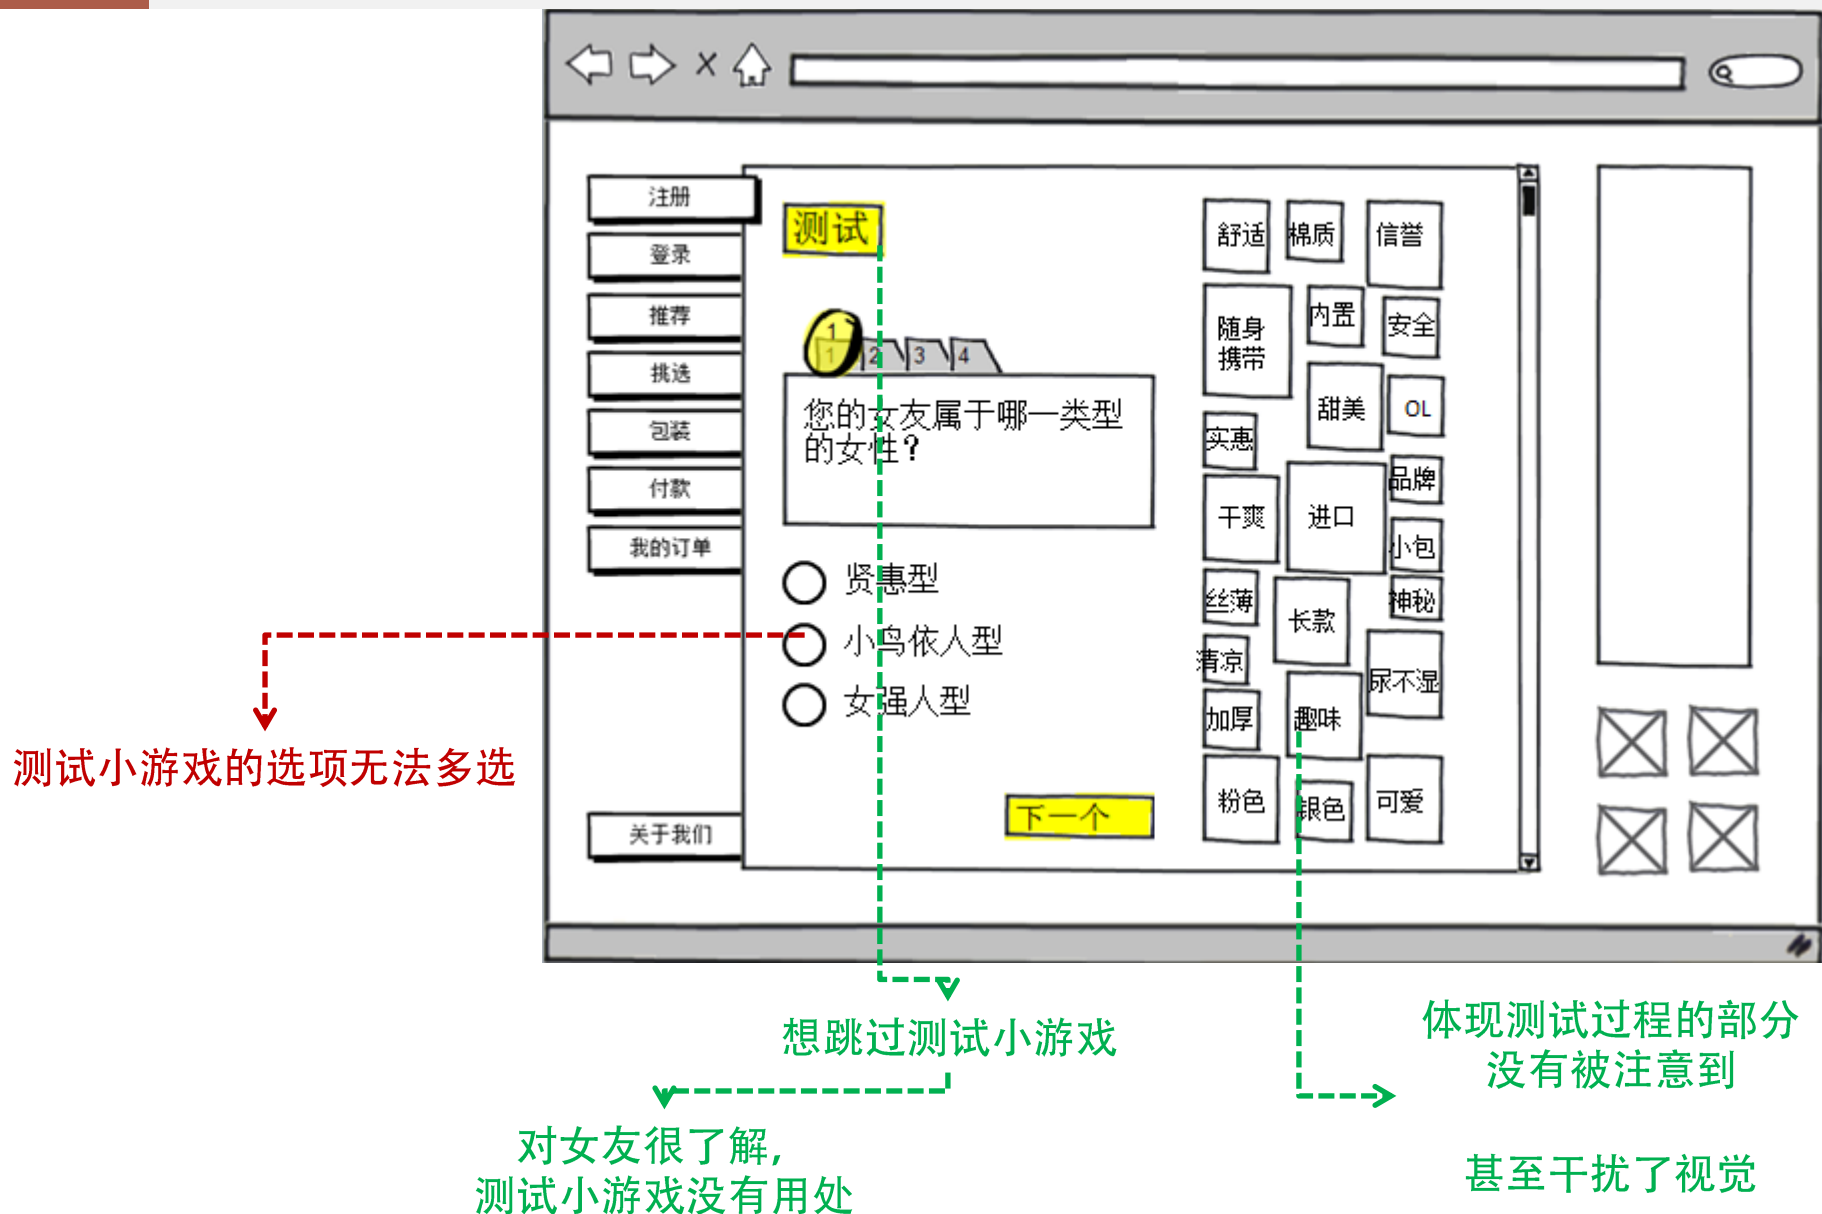 注册
登录
推荐
挑选
包装
付款
我的订单
关于我们
测试
1
1 2 3 4
您的女友属于哪一类型
的女性？
贤惠型
小鸟依人型
女强人型
下一个
舒适
棉质
信誉
随身
携带
内置
安全
甜美
OL
实惠
品牌
干爽
进口
小包
丝薄
长款
神秘
清凉
尿不湿
加厚
趣味
粉色
银色
可爱
测试小游戏的选项无法多选
想跳过测试小游戏
对女友很了解,
测试小游戏没有用处
体现测试过程的部分
没有被注意到
甚至干扰了视觉